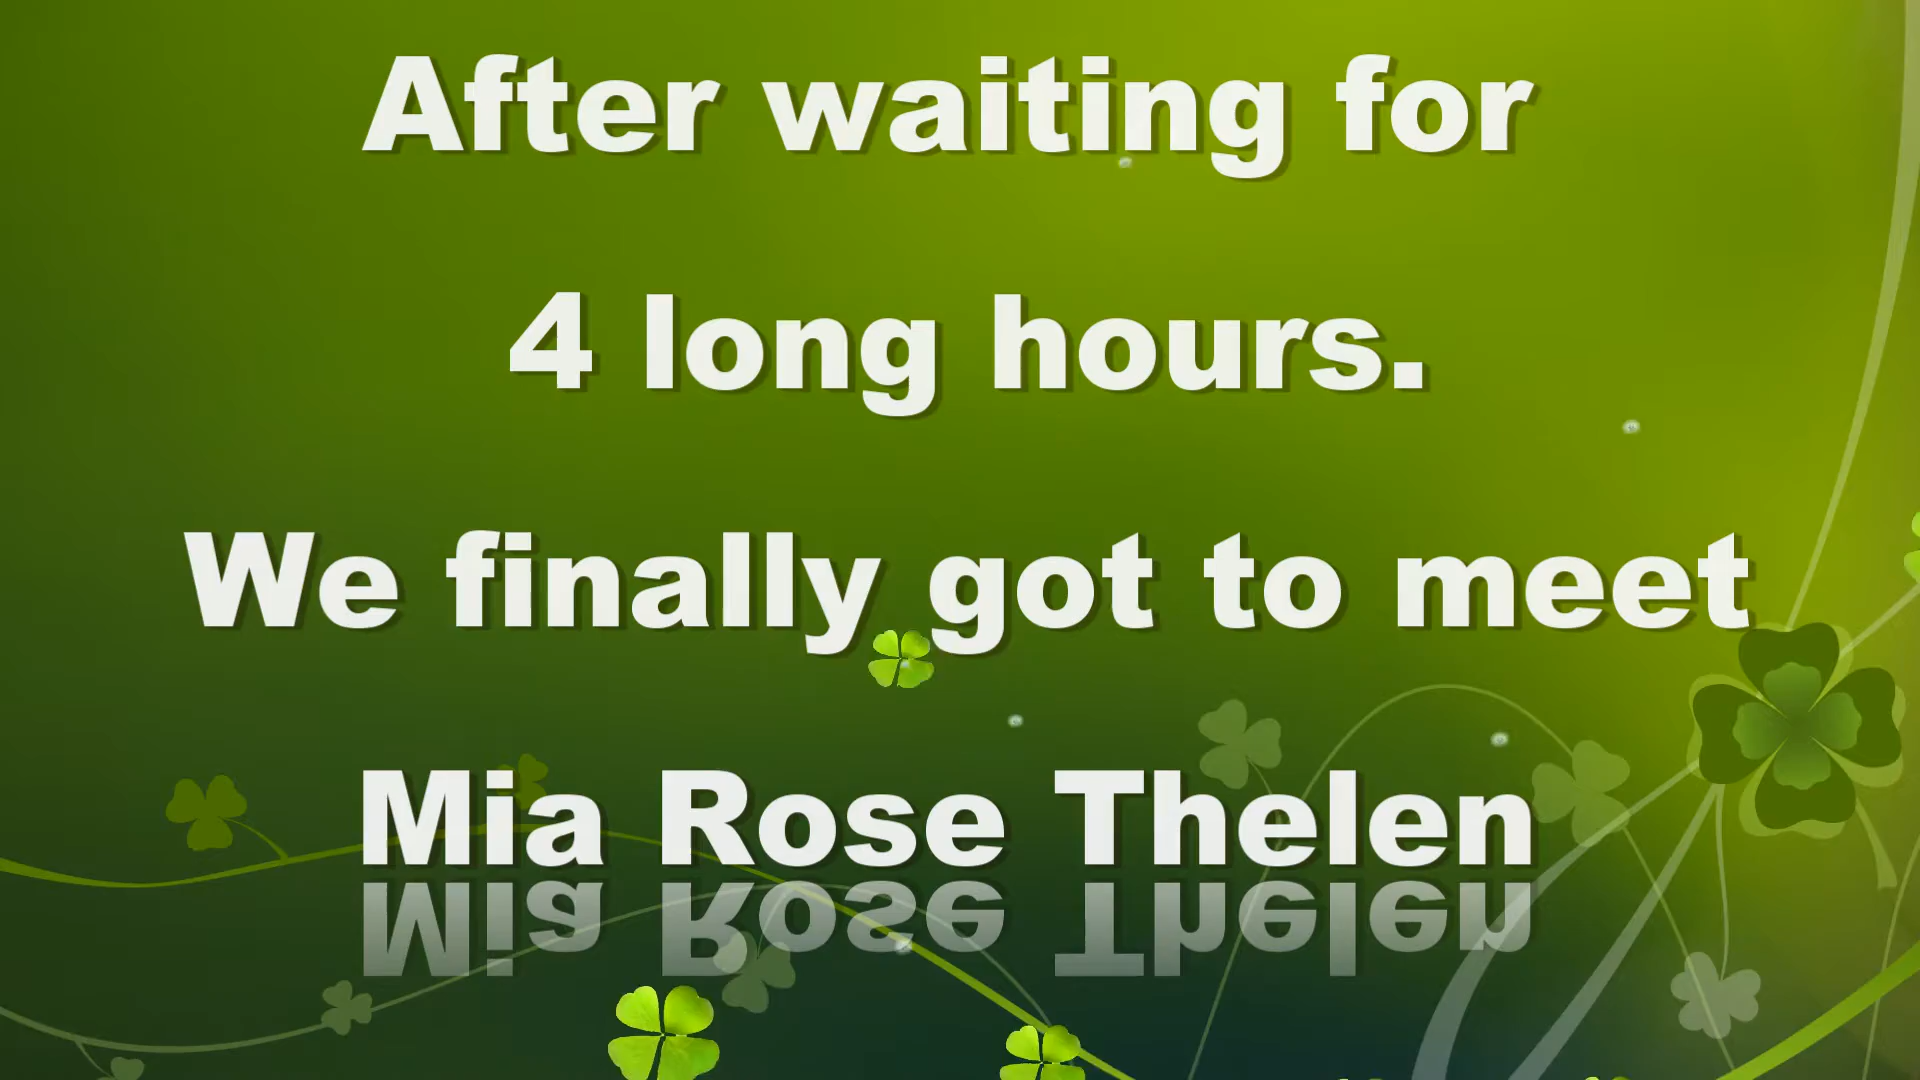 After waiting for
4 long hours.
We finally got to meet
Mia Rose Thelen